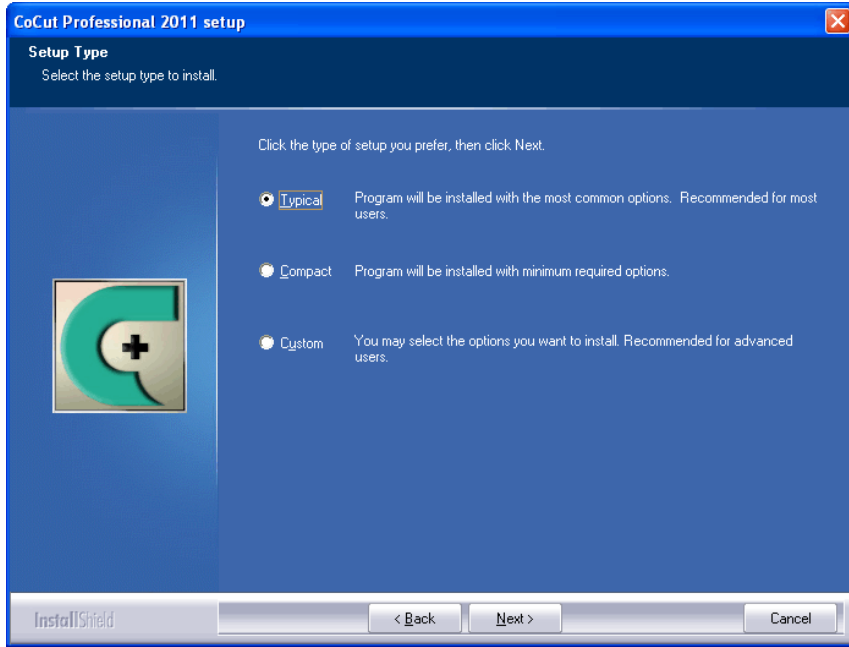 CoCut Professional 2011 setup
Setup Type
Select the setup type to install.
Click the type of setup you prefer, then click Next.
Typical
Program will be installed with the most common options.  Recommended for most
users.
Compact
Program will be installed with minimum required options.
Custom
You may select the options you want to install. Recommended for advanced
users.
InstallShield
< Back
Next >
Cancel